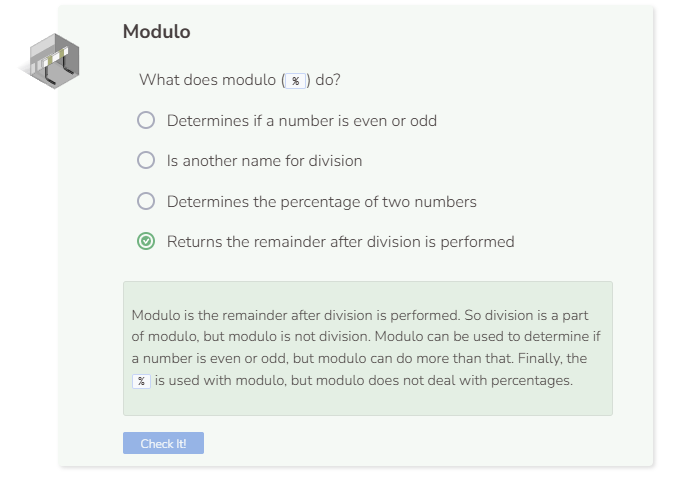 Modulo
What does modulo (%) do?
Determines if a number is even or odd
Is another name for division
Determines the percentage of two numbers
Returns the remainder after division is performed
Modulo is the remainder after division is performed. So division is a part
of modulo, but modulo is not division. Modulo can be used to determine if
a number is even or odd, but modulo can do more than that. Finally, the
% is used with modulo, but modulo does not deal with percentages.
Check It!